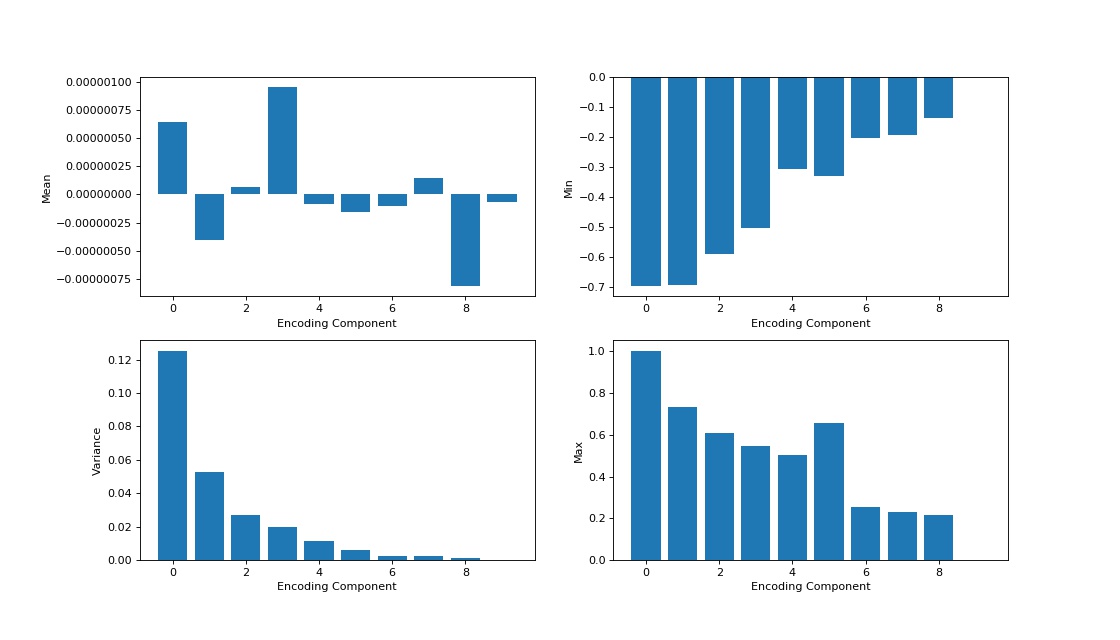 Mean
0.00000100
0.00000075
0.00000050
0.00000025
0.00000000
−0.00000025
−0.00000050
−0.00000075
0 2 4 6 8
Encoding Component
Min
0.0
−0.1
−0.2
−0.3
−0.4
−0.5
−0.6
−0.7
0 2 4 6 8
Encoding Component
Variance
0.12
0.10
0.08
0.06
0.04
0.02
0.00
0 2 4 6 8
Encoding Component
Max
1.0
0.8
0.6
0.4
0.2
0.0
0 2 4 6 8
Encoding Component